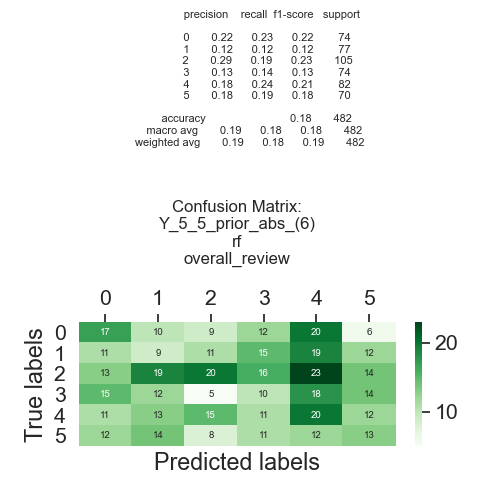 precision recall f1-score support
0 0.22 0.23 0.22 74
1 0.12 0.12 0.12 77
2 0.29 0.19 0.23 105
3 0.13 0.14 0.13 74
4 0.18 0.24 0.21 82
5 0.18 0.19 0.18 70
accuracy 0.18 482
macro avg 0.19 0.18 0.18 482
weighted avg 0.19 0.18 0.19 482
Confusion Matrix:
Y_5_5_prior_abs_(6)
rf
overall_review
0 1 2 3 4 5
0 17 10 9 12 20 6
1 11 9 11 15 19 12
2 13 19 20 16 23 14
3 15 12 5 10 18 14
4 11 13 15 11 20 12
5 12 14 8 11 12 13
True labels
Predicted labels
20
10